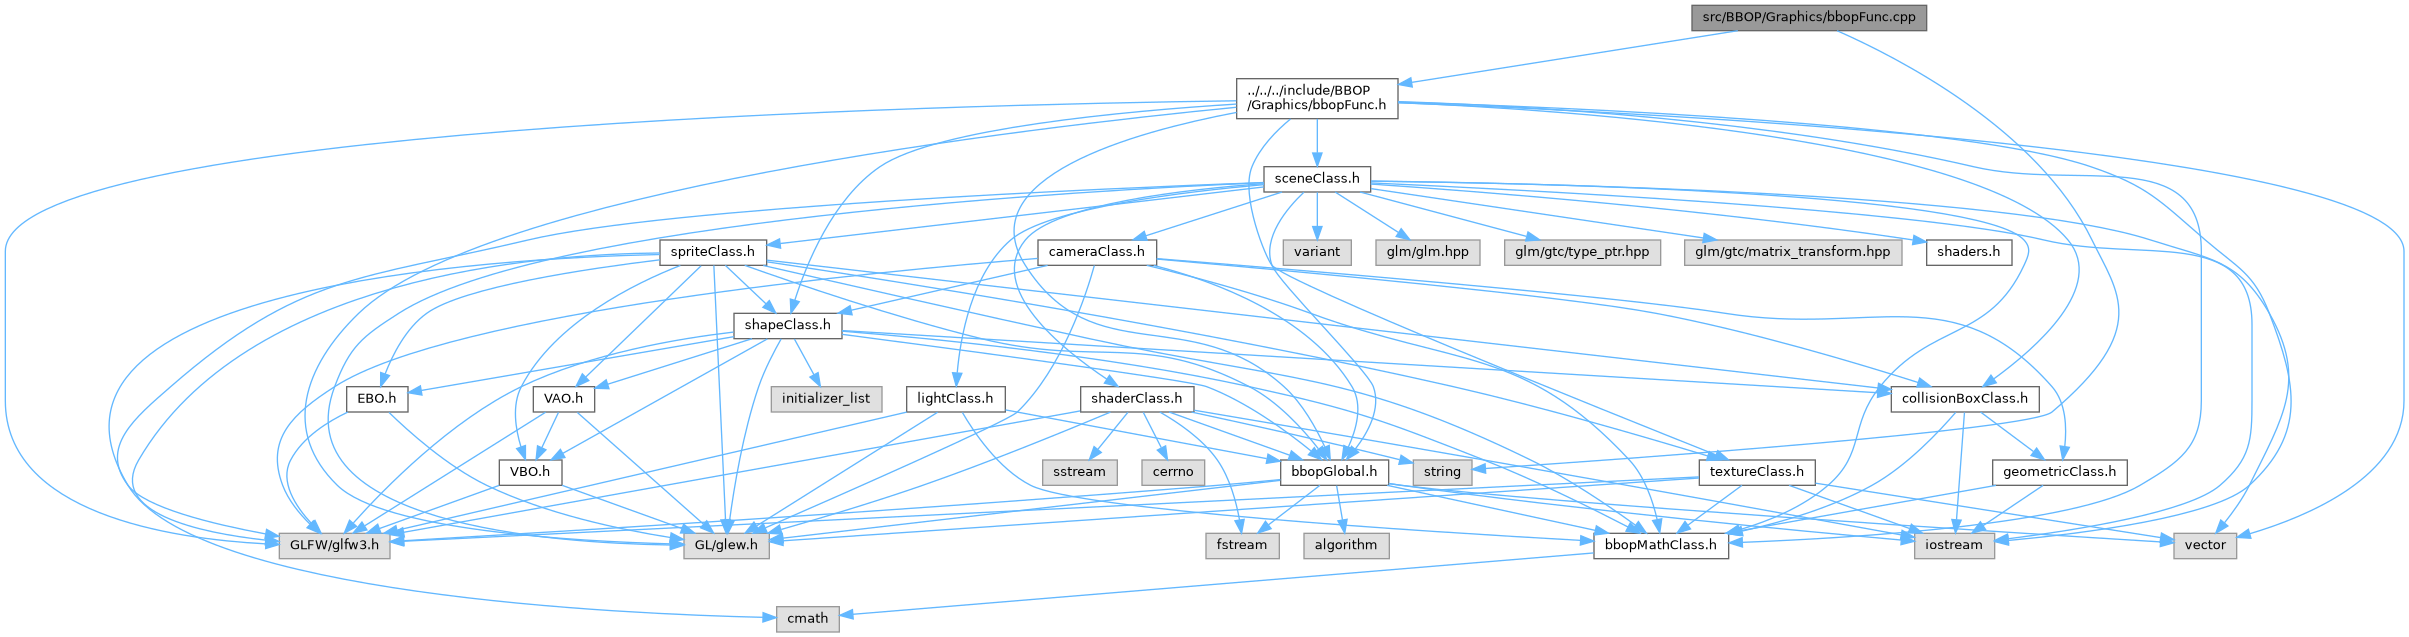 src/BBOP/Graphics/bbopFunc.cpp
../../../include/BBOP
/Graphics/bbopFunc.h
sceneClass.h
spriteClass.h
cameraClass.h
variant
glm/glm.hpp
glm/gtc/type_ptr.hpp
glm/gtc/matrix_transform.hpp
shaders.h
shapeClass.h
EBO.h
VAO.h
initializer_list
lightClass.h
shaderClass.h
collisionBoxClass.h
VBO.h
sstream
cerrno
bbopGlobal.h
string
textureClass.h
geometricClass.h
GLFW/glfw3.h
GL/glew.h
fstream
algorithm
bbopMathClass.h
iostream
vector
cmath